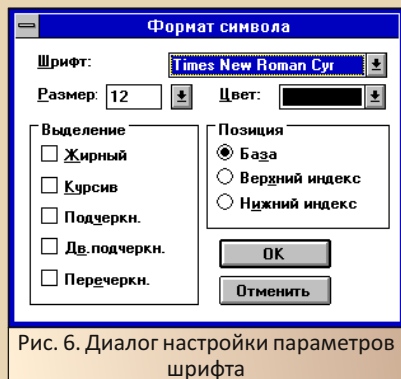 Формат символа
Шрифт: Times New Roman Cyr
Размер: 12 Цвет:
Выделение
Жирный
Курсив
Подчеркн.
Дв.подчеркн.
Перечеркн.
Позиция
База
Верхний индекс
Нижний индекс
OK
Отменить
Рис. 6. Диалог настройки параметров
шрифта